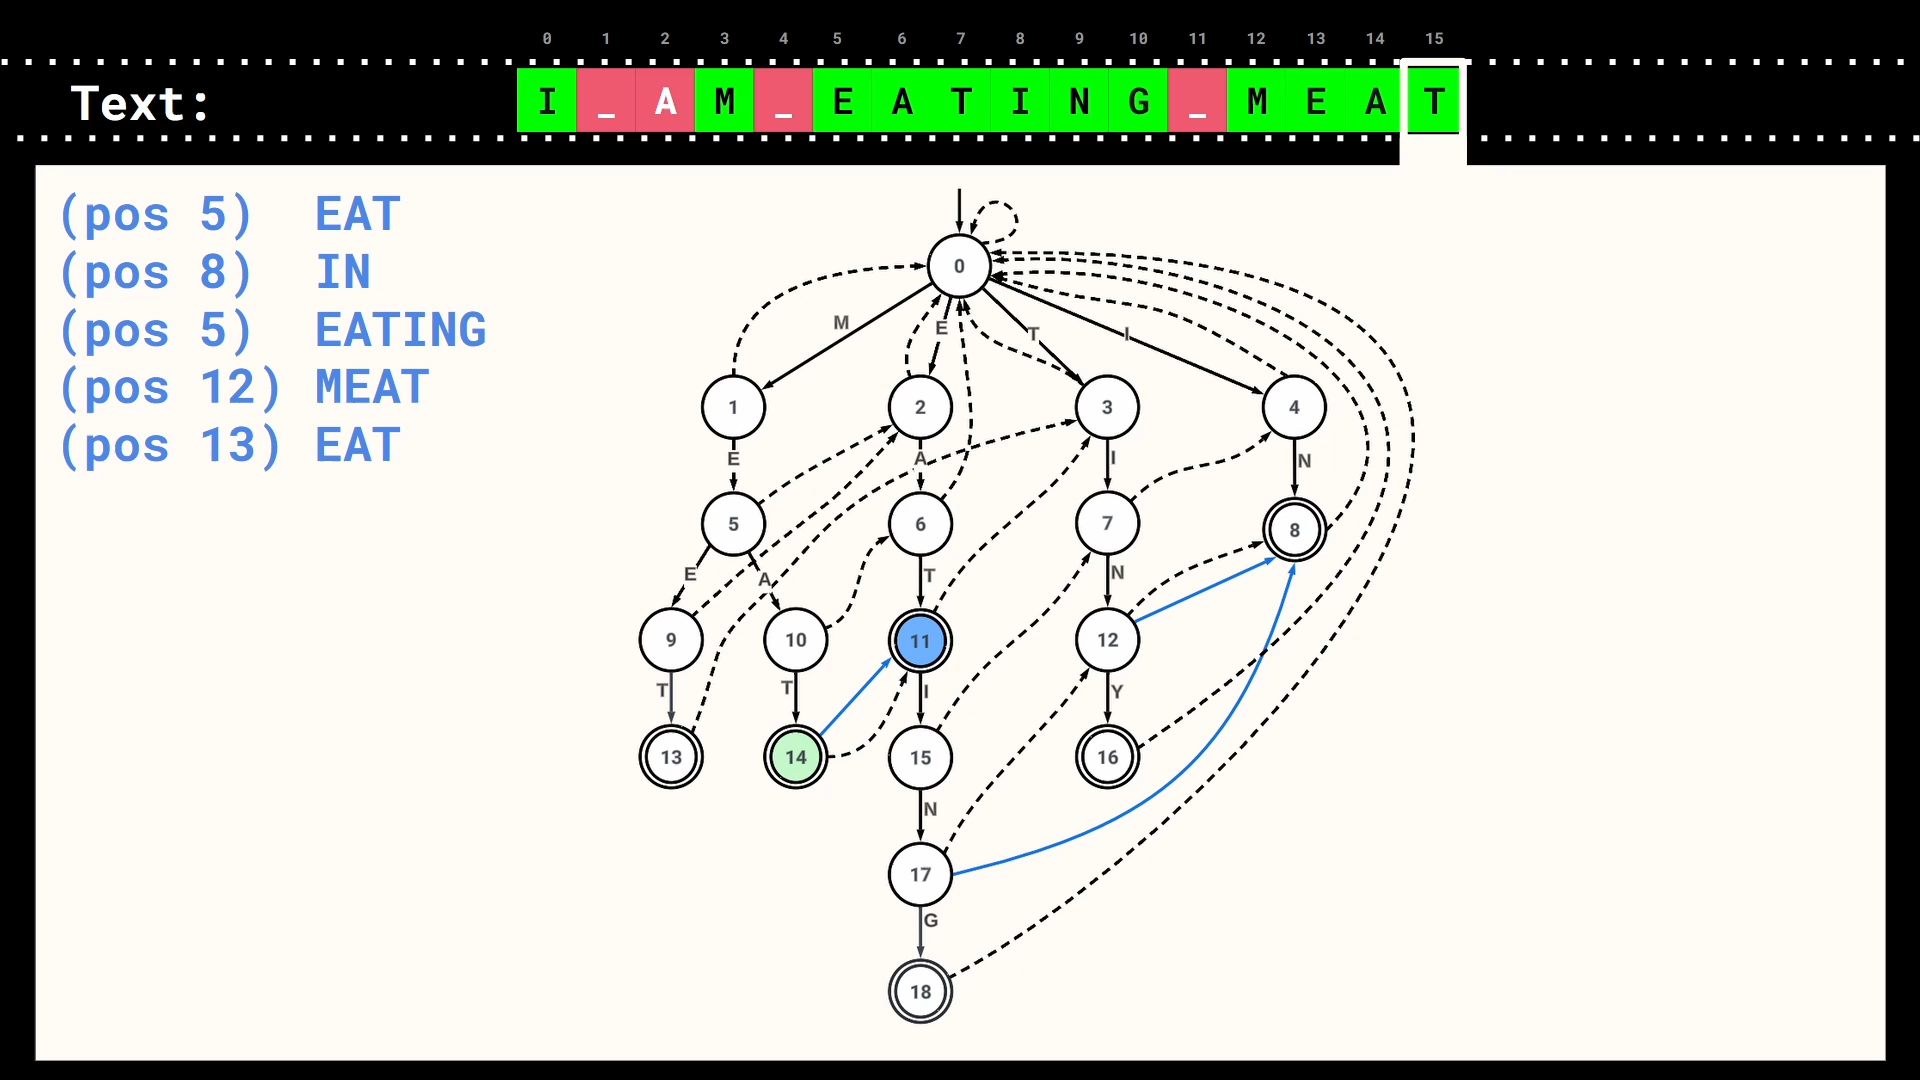 0 1 2 3 4 5 6 7 8 9 10 11 12 13 14 15
Text: I _ A M _ E A T I N G _ M E A T
(pos 5) EAT
(pos 8) IN
(pos 5) EATING
(pos 12) MEAT
(pos 13) EAT
0
M E T I
1 2 3 4
E A I N
5 6 7 8
E A T N
9 10 11 12
T T I Y
13 14 15 16
N
17
G
18